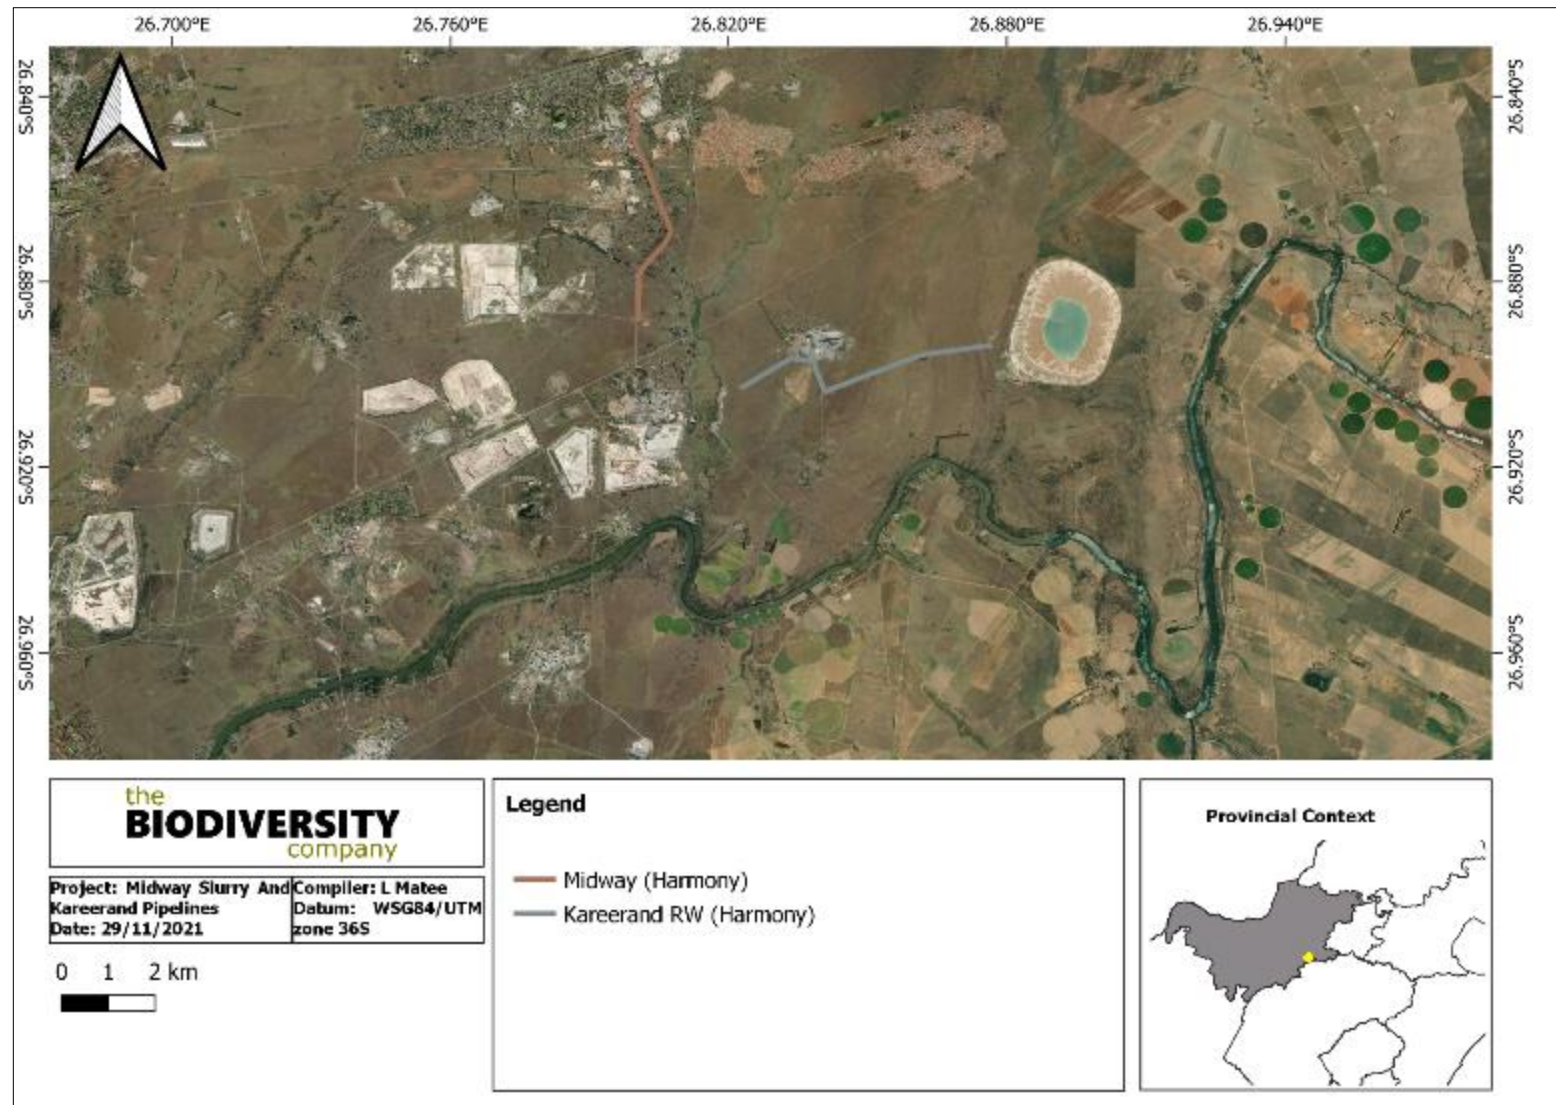 26.700°E 26.760°E 26.820°E 26.880°E 26.940°E
26.840°S 26.840°S
26.880°S 26.880°S
26.920°S 26.920°S
26.960°S 26.960°S
the
BIODIVERSITY
company
Project: Midway Slurry And
Kareerand Pipelines
Date: 29/11/2021
Compiler: L Matee
Datum: WSG84/UTM
zone 36S
0 1 2 km
Legend
Midway (Harmony)
Kareerand RW (Harmony)
Provincial Context